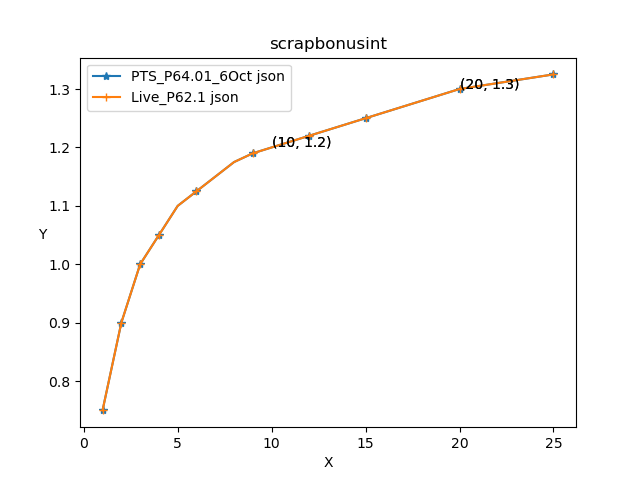 scrapbonusint
PTS_P64.01_6Oct json
Live_P62.1 json
(20, 1.3)
(10, 1.2)
1.3
1.2
1.1
1.0
0.9
0.8
Y
0 5 10 15 20 25
X